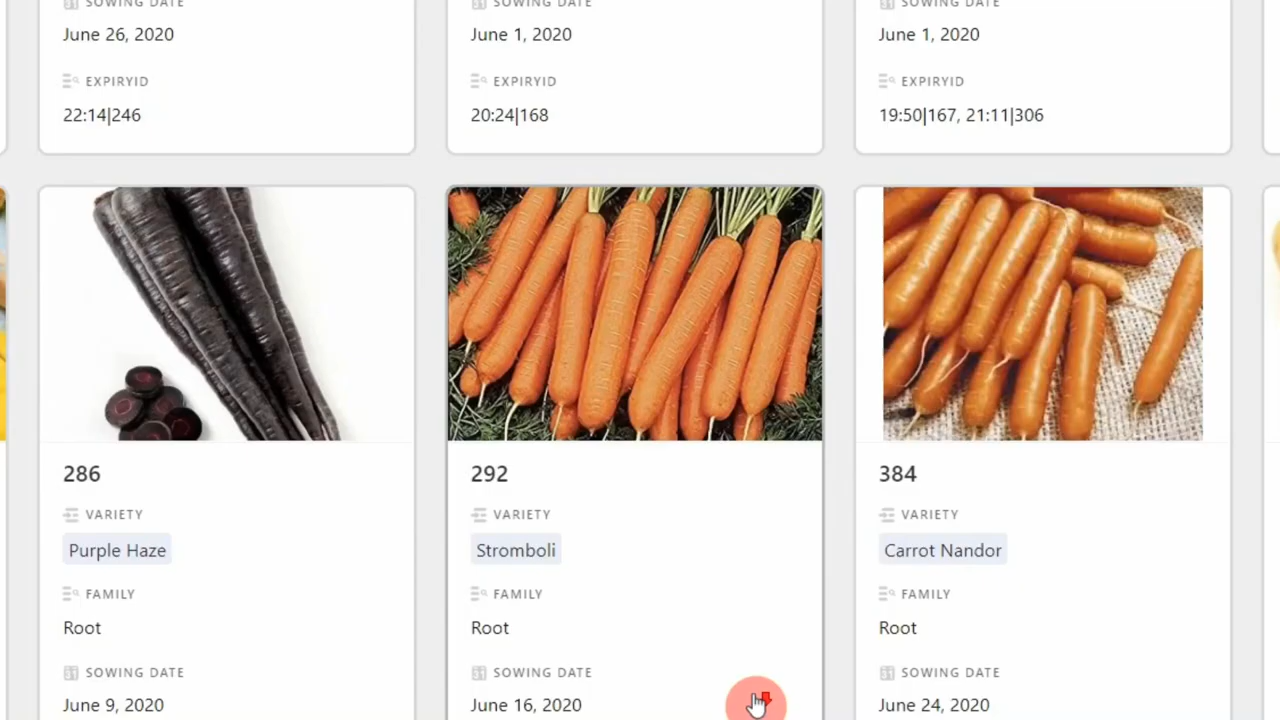 SOWING DATE
June 26, 2020
EXPIRYID
22:14|246
SOWING DATE
June 1, 2020
EXPIRYID
20:24|168
SOWING DATE
June 1, 2020
EXPIRYID
19:50|167, 21:11|306
286
VARIETY
Purple Haze
FAMILY
Root
SOWING DATE
June 9, 2020
292
VARIETY
Stromboli
FAMILY
Root
SOWING DATE
June 16, 2020
384
VARIETY
Carrot Nandor
FAMILY
Root
SOWING DATE
June 24, 2020